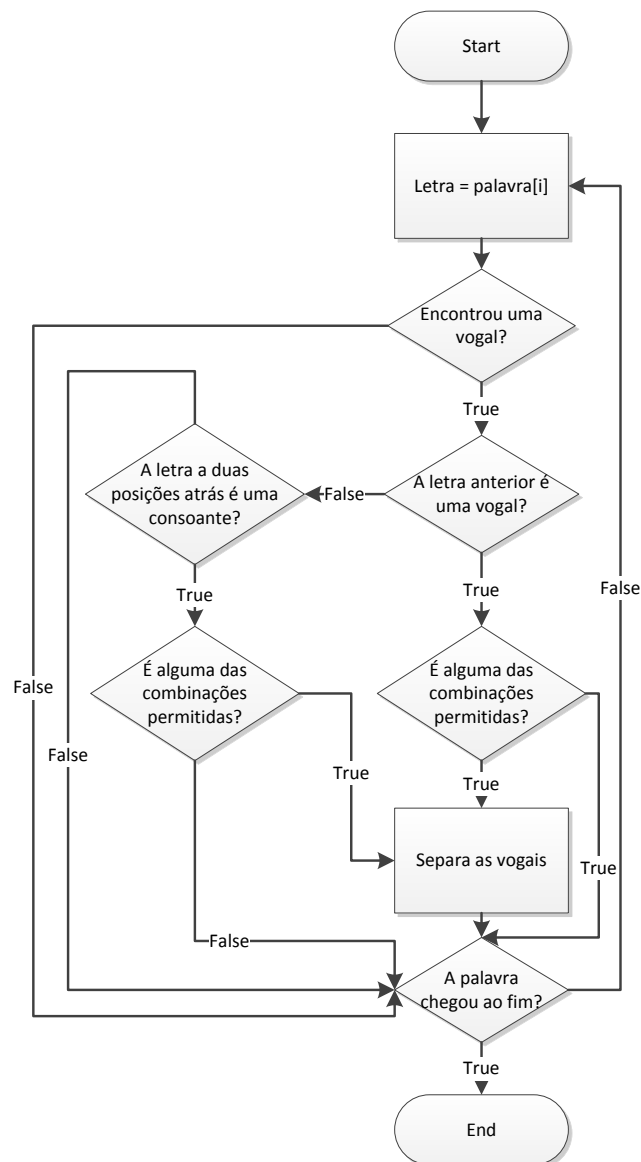 Start
Letra = palavra[i]
Encontrou uma
vogal?
True
A letra a duas
posições atrás é uma
consoante?
False
A letra anterior é
uma vogal?
False
True
True
É alguma das
combinações
permitidas?
É alguma das
combinações
permitidas?
False
False
True
True
Separa as vogais
True
False
A palavra
chegou ao fim?
True
End